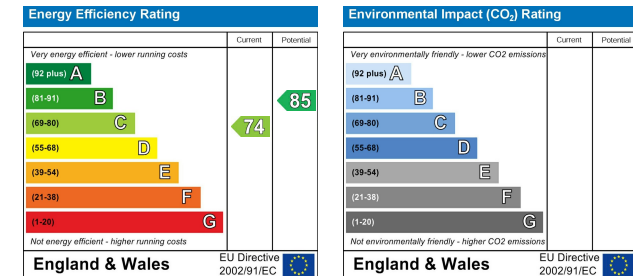 Energy Efficiency Rating
Current Potential
Very energy efficient - lower running costs
(92 plus) A
(81-91) B
85
(69-80) C
74
(55-68) D
(39-54) E
(21-38) F
(1-20) G
Not energy efficient - higher running costs
England & Wales
EU Directive
2002/91/EC
Environmental Impact (CO₂) Rating
Current Potential
Very environmentally friendly - lower CO2 emissions
(92 plus) A
(81-91) B
(69-80) C
(55-68) D
(39-54) E
(21-38) F
(1-20) G
Not environmentally friendly - higher CO2 emissions
England & Wales
EU Directive
2002/91/EC